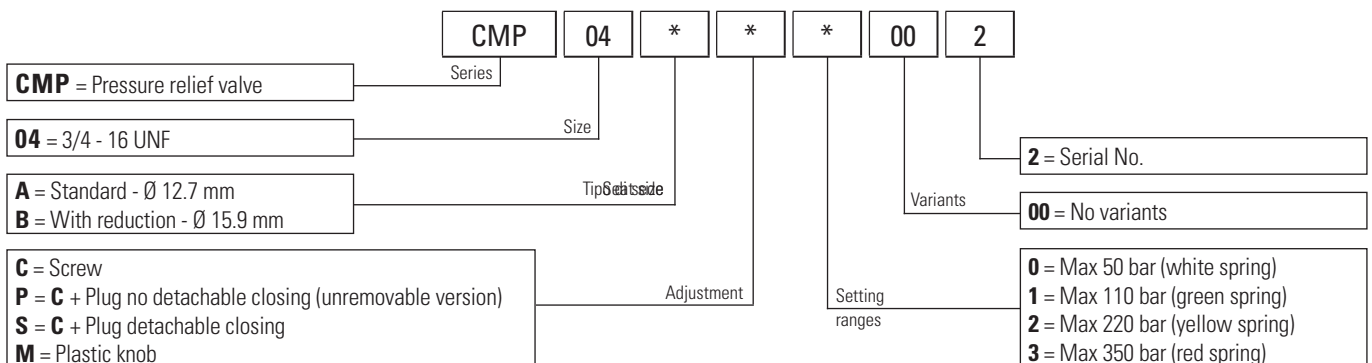 CMP 04 * * * 00 2
Series
CMP = Pressure relief valve
Size
04 = 3/4 - 16 UNF
2 = Serial No.
A = Standard - Ø 12.7 mm
B = With reduction - Ø 15.9 mm
Variants
00 = No variants
C = Screw
P = C + Plug no detachable closing (unremovable version)
S = C + Plug detachable closing
M = Plastic knob
Adjustment
Setting
ranges
0 = Max 50 bar (white spring)
1 = Max 110 bar (green spring)
2 = Max 220 bar (yellow spring)
3 = Max 350 bar (red spring)